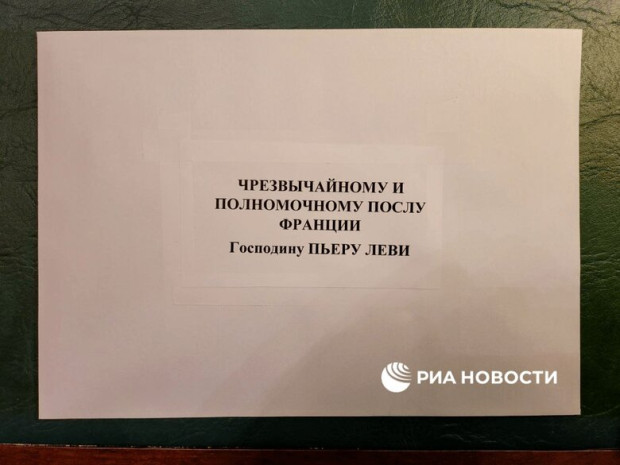 ЧРЕЗВЫЧАЙНОМУ И
ПОЛНОМОЧНОМУ ПОСЛУ
ФРАНЦИИ
Господину ПЬЕРУ ЛЕВИ
РИА НОВОСТИ